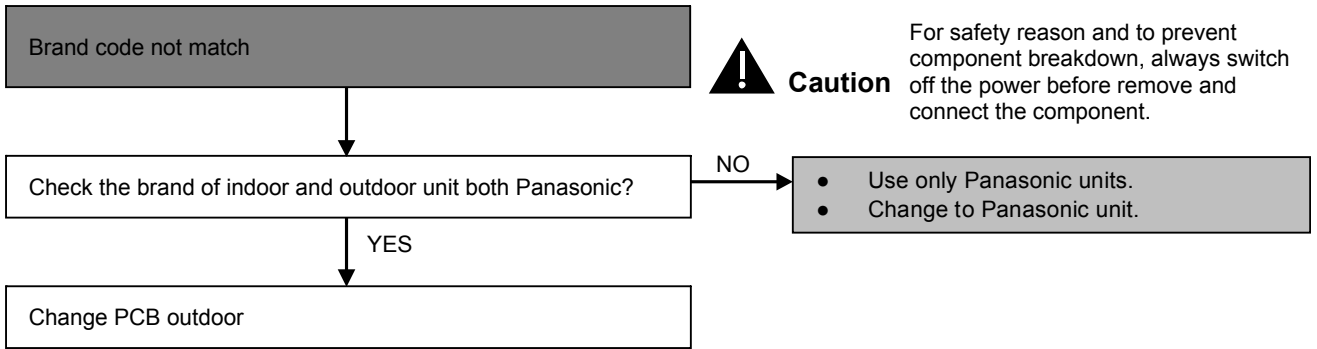 Brand code not match
Caution
For safety reason and to prevent
component breakdown, always switch
off the power before remove and
connect the component.
Check the brand of indoor and outdoor unit both Panasonic?
NO
● Use only Panasonic units.
● Change to Panasonic unit.
YES
Change PCB outdoor